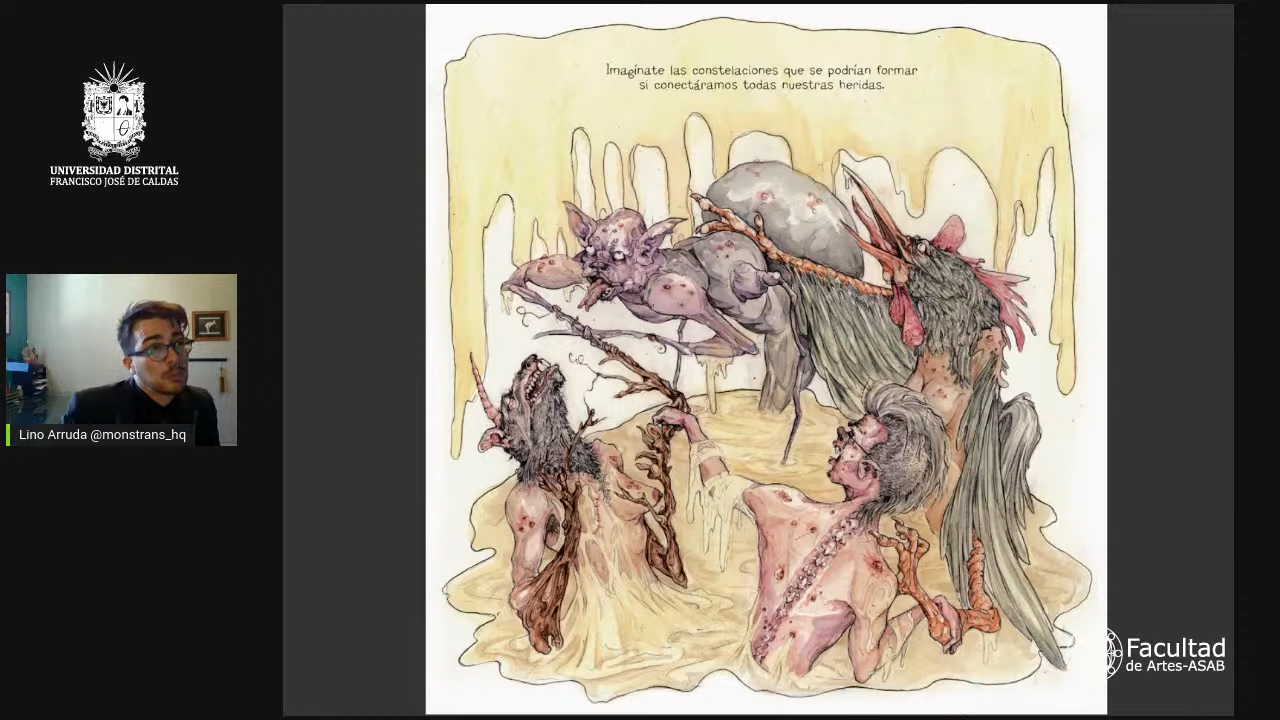 UNIVERSIDAD DISTRITAL
FRANCISCO JOSÉ DE CALDAS
Imagínate las constelaciones que se podrían formar
si conectáramos todas nuestras heridas.
Lino Arruda @monstrans_hq
Facultad
de Artes-ASAB